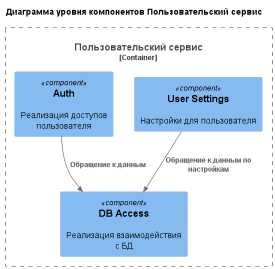 Диаграмма уровня компонентов Пользовательский сервис
Пользовательский сервис
[Container]
«component»
Auth
Реализация доступов
пользователя
«component»
User Settings
Настройки для пользователя
Обращение к данным
Обращение к данным по
настройкам
«component»
DB Access
Реализация взаимодействия
с БД